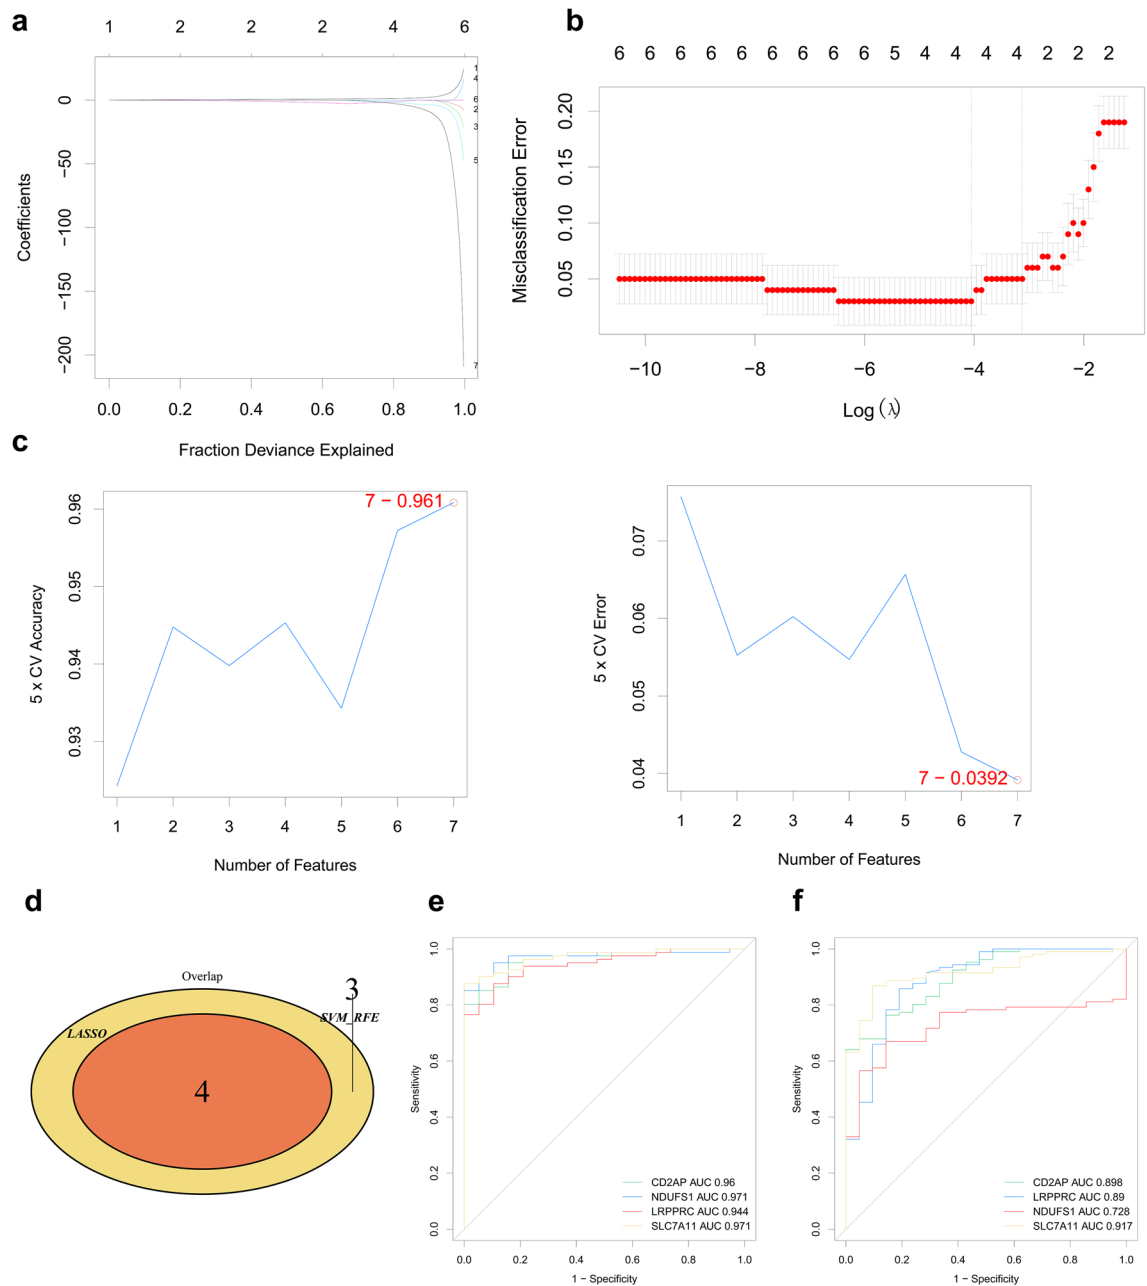 a
1 2 2 2 4 6
0
−50
−100
−150
−200
Coefficients
1
4
6
2
3
5
7
0.0 0.2 0.4 0.6 0.8 1.0
Fraction Deviance Explained
b
6 6 6 6 6 6 6 6 6 5 4 4 4 4 2 2 2
0.20
0.15
0.10
0.05
Misclassification Error
−10 −8 −6 −4 −2
Log (λ)
c
0.96
0.95
0.94
0.93
5 x CV Accuracy
7 − 0.961
1 2 3 4 5 6 7
Number of Features
0.07
0.06
0.05
0.04
5 x CV Error
7 − 0.0392
1 2 3 4 5 6 7
Number of Features
d
Overlap
3
SVM_RFE
LASSO
4
e
1.0
0.8
0.6
0.4
0.2
0.0
Sensitivity
CD2AP AUC 0.96
NDUFS1 AUC 0.971
LRPPRC AUC 0.944
SLC7A11 AUC 0.971
0.0 0.2 0.4 0.6 0.8 1.0
1 − Specificity
f
1.0
0.8
0.6
0.4
0.2
0.0
Sensitivity
CD2AP AUC 0.898
LRPPRC AUC 0.89
NDUFS1 AUC 0.728
SLC7A11 AUC 0.917
0.0 0.2 0.4 0.6 0.8 1.0
1 − Specificity